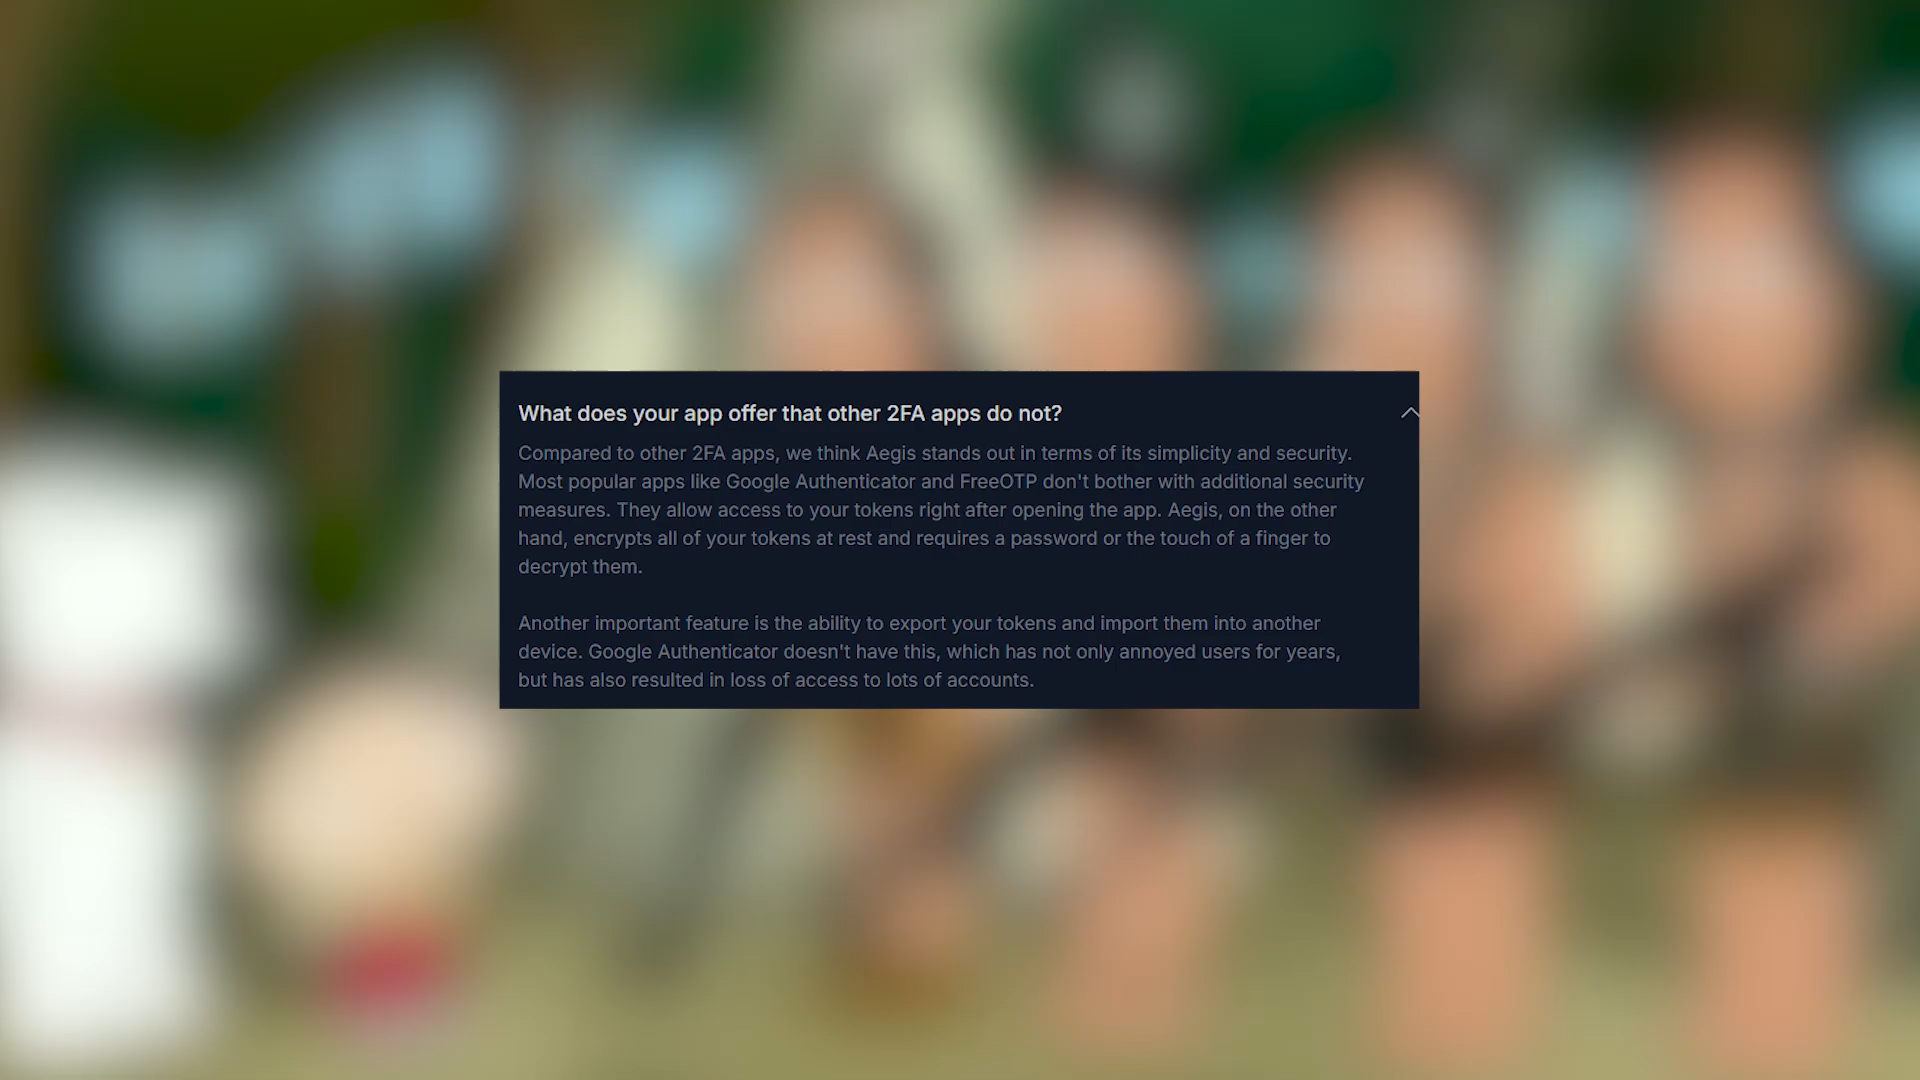 What does your app offer that other 2FA apps do not?
Compared to other 2FA apps, we think Aegis stands out in terms of its simplicity and security.
Most popular apps like Google Authenticator and FreeOTP don't bother with additional security
measures. They allow access to your tokens right after opening the app. Aegis, on the other
hand, encrypts all of your tokens at rest and requires a password or the touch of a finger to
decrypt them.
Another important feature is the ability to export your tokens and import them into another
device. Google Authenticator doesn't have this, which has not only annoyed users for years,
but has also resulted in loss of access to lots of accounts.